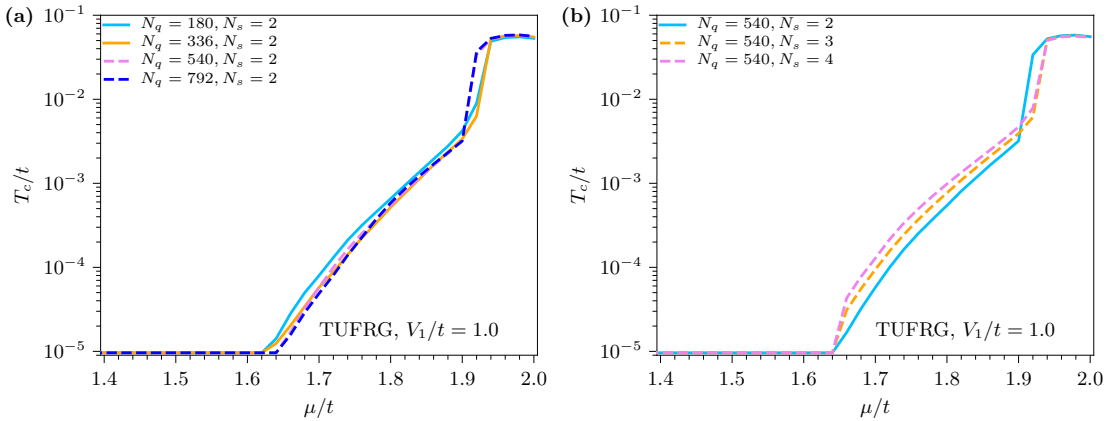 (a)
N_q = 180, N_s = 2
N_q = 336, N_s = 2
N_q = 540, N_s = 2
N_q = 792, N_s = 2
10^{-1}
10^{-2}
10^{-3}
10^{-4}
10^{-5}
T_c/t
TUFRG, V_1/t = 1.0
1.4 1.5 1.6 1.7 1.8 1.9 2.0
μ/t
(b)
N_q = 540, N_s = 2
N_q = 540, N_s = 3
N_q = 540, N_s = 4
10^{-1}
10^{-2}
10^{-3}
10^{-4}
10^{-5}
T_c/t
TUFRG, V_1/t = 1.0
1.4 1.5 1.6 1.7 1.8 1.9 2.0
μ/t